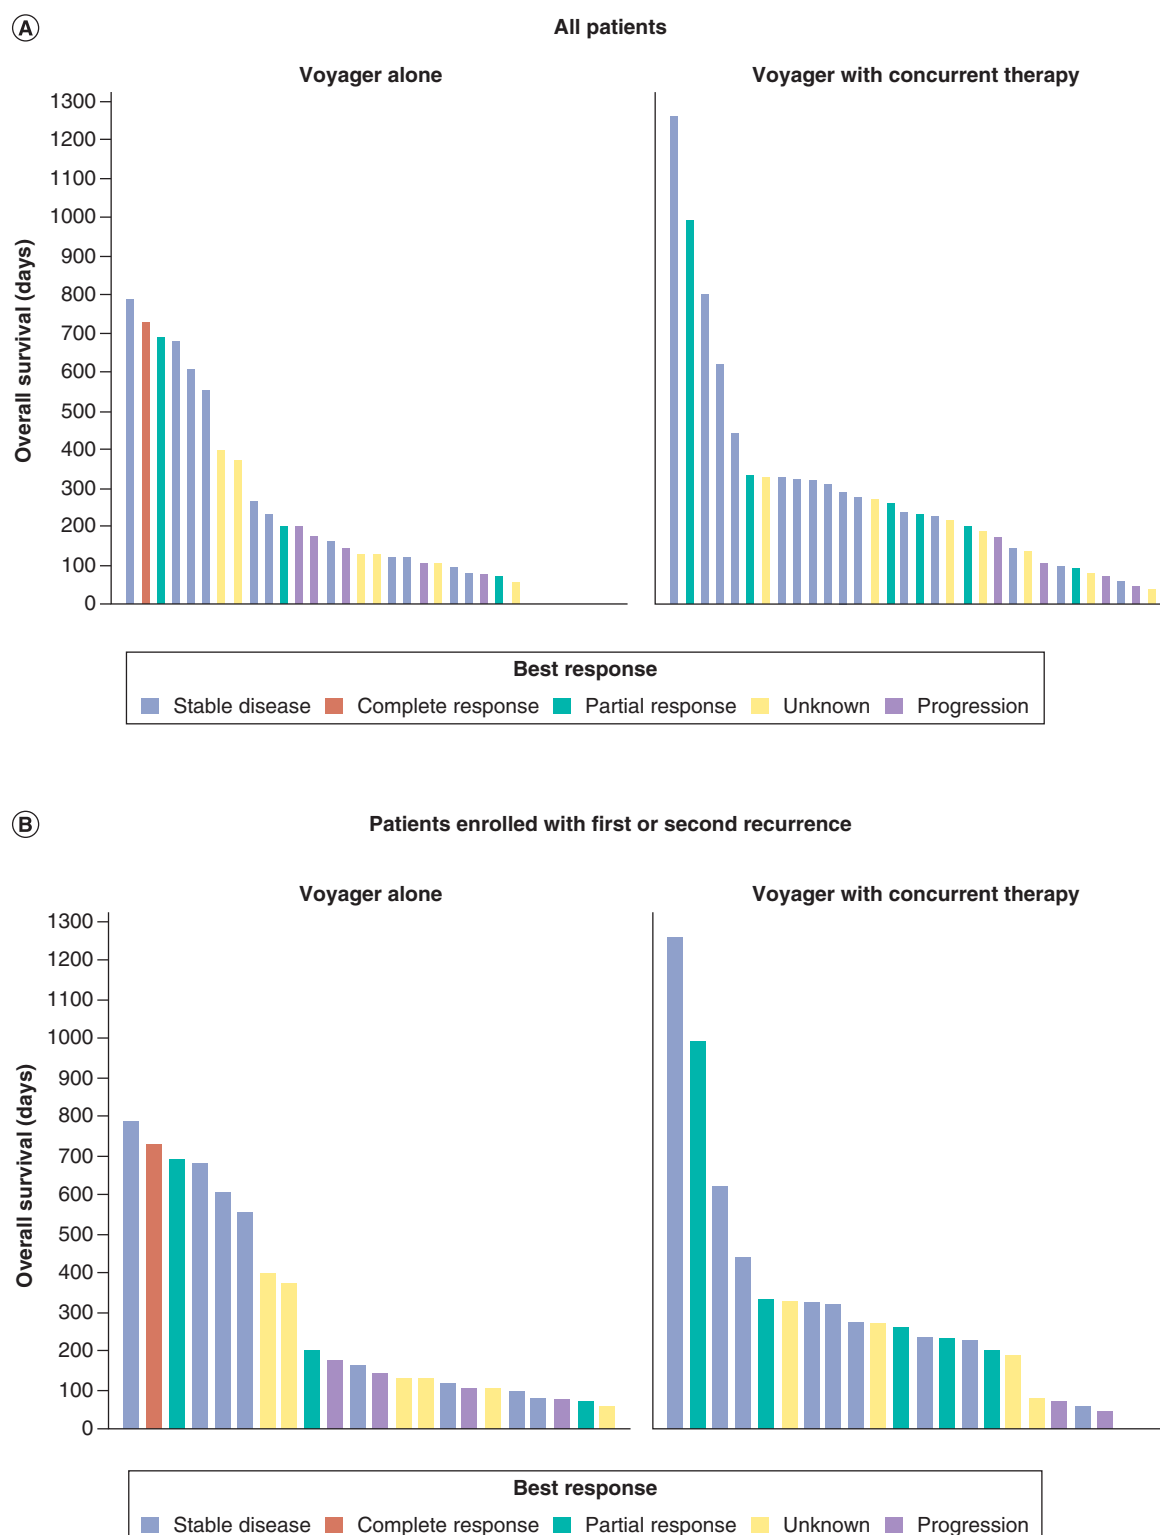 A
All patients
Voyager alone
Voyager with concurrent therapy
Overall survival (days)
1300
1200
1100
1000
900
800
700
600
500
400
300
200
100
0
Best response
Stable disease Complete response Partial response Unknown Progression
B
Patients enrolled with first or second recurrence
Voyager alone
Voyager with concurrent therapy
Overall survival (days)
1300
1200
1100
1000
900
800
700
600
500
400
300
200
100
0
Best response
Stable disease Complete response Partial response Unknown Progression